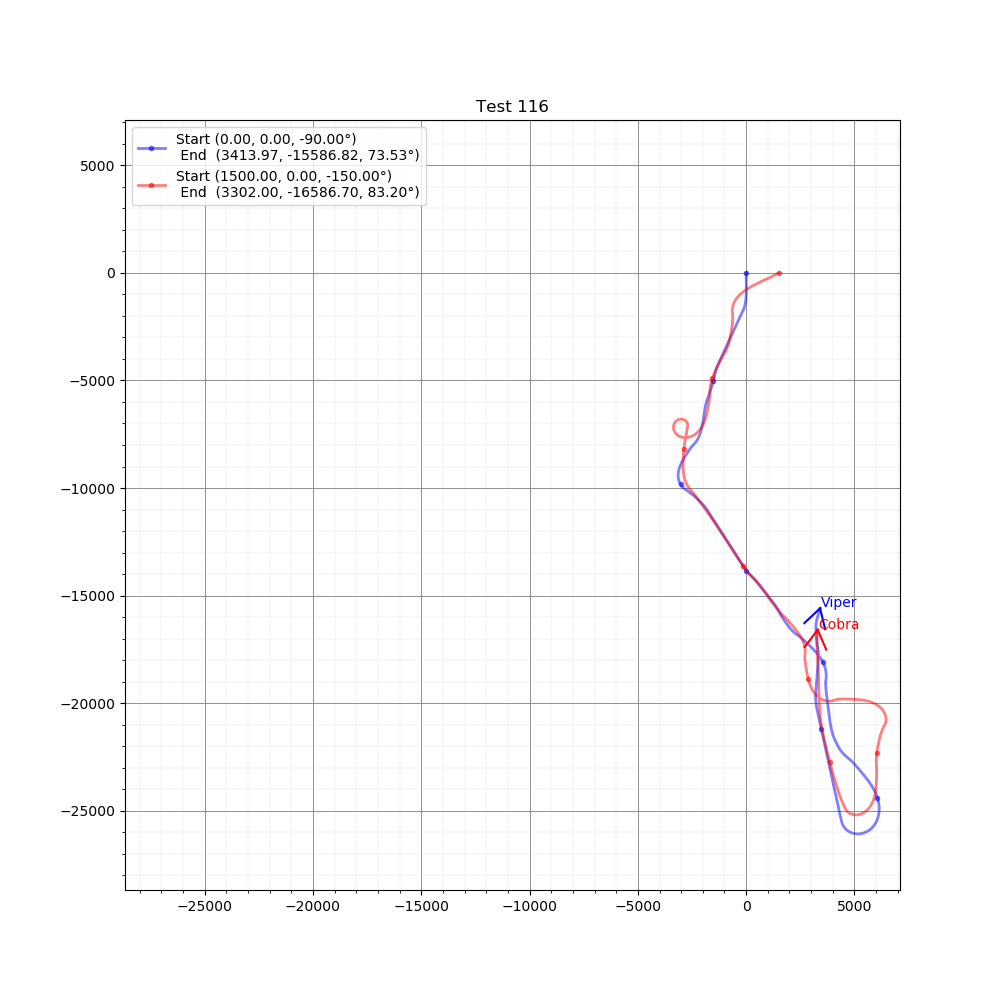 Test 116
Start (0.00, 0.00, -90.00°)
End  (3413.97, -15586.82, 73.53°)
Start (1500.00, 0.00, -150.00°)
End  (3302.00, -16586.70, 83.20°)
5000
0
−5000
−10000
−15000
−20000
−25000
Viper
Cobra
−25000 −20000 −15000 −10000 −5000 0 5000